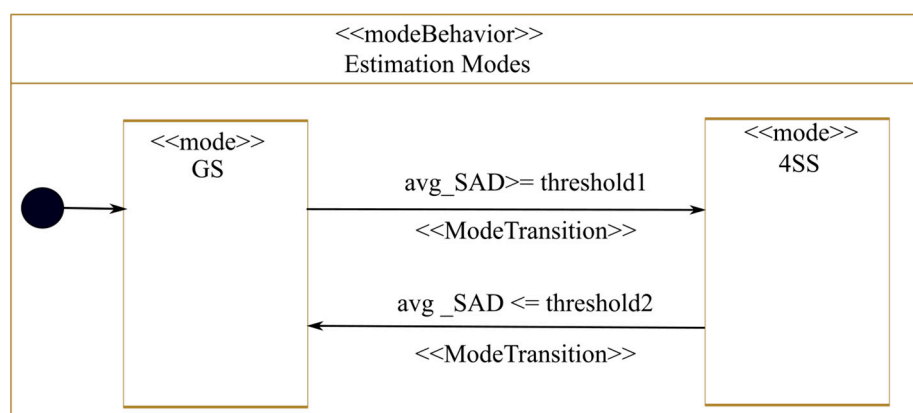 <<modeBehavior>>
Estimation Modes
<<mode>>
GS
avg_SAD>= threshold1
<<ModeTransition>>
avg _SAD <= threshold2
<<ModeTransition>>
<<mode>>
4SS